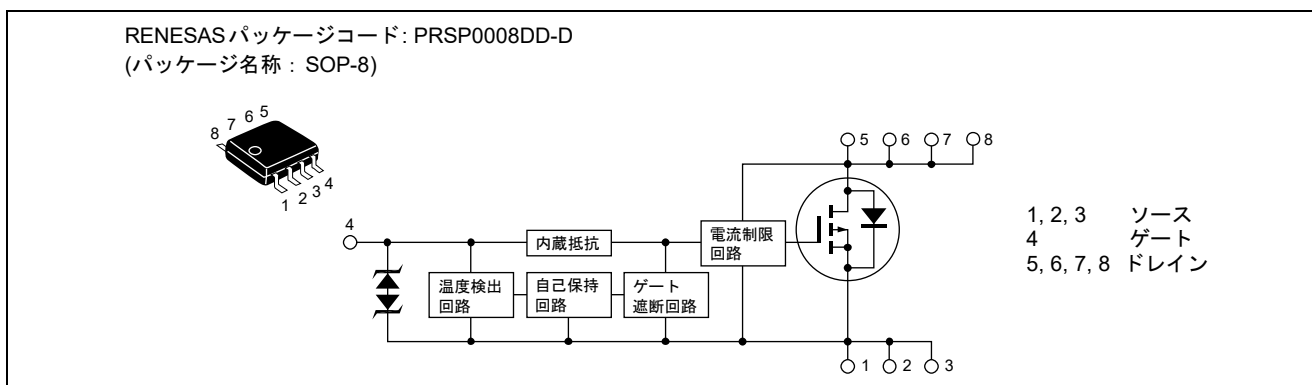 RENESASパッケージコード: PRSP0008DD-D
(パッケージ名称 : SOP-8)
8 7 6 5
1 2 3 4
5 6 7 8
4
内蔵抵抗
電流制限
回路
温度検出
回路
自己保持
回路
ゲート
遮断回路
1 2 3
1, 2, 3 ソース
4 ゲート
5, 6, 7, 8 ドレイン